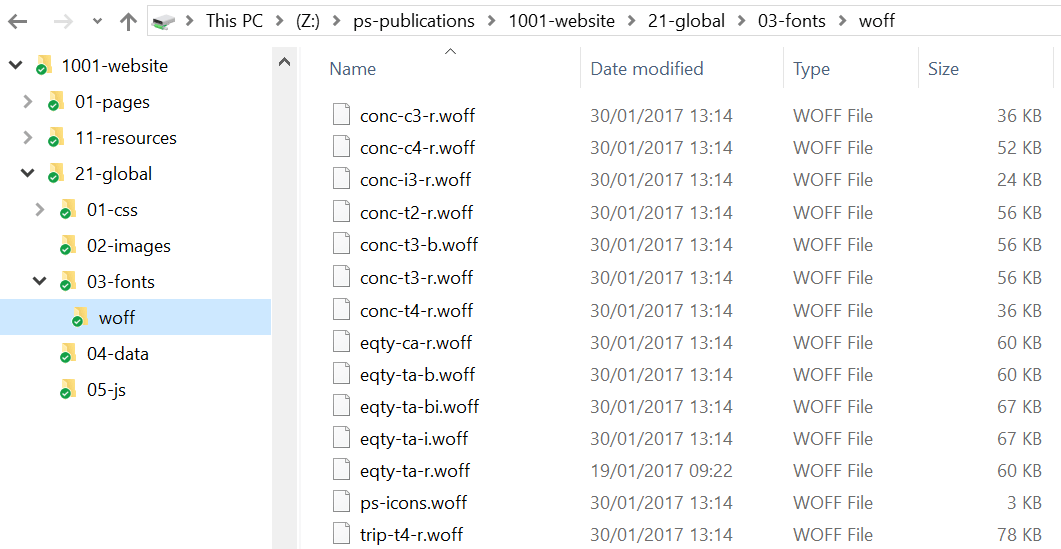 This PC > (Z:) > ps-publications > 1001-website > 21-global > 03-fonts > woff
1001-website
01-pages
11-resources
21-global
01-css
02-images
03-fonts
woff
04-data
05-js
Name Date modified Type Size
conc-c3-r.woff 30/01/2017 13:14 WOFF File 36 KB
conc-c4-r.woff 30/01/2017 13:14 WOFF File 52 KB
conc-i3-r.woff 30/01/2017 13:14 WOFF File 24 KB
conc-t2-r.woff 30/01/2017 13:14 WOFF File 56 KB
conc-t3-b.woff 30/01/2017 13:14 WOFF File 56 KB
conc-t3-r.woff 30/01/2017 13:14 WOFF File 56 KB
conc-t4-r.woff 30/01/2017 13:14 WOFF File 36 KB
eqty-ca-r.woff 30/01/2017 13:14 WOFF File 60 KB
eqty-ta-b.woff 30/01/2017 13:14 WOFF File 60 KB
eqty-ta-bi.woff 30/01/2017 13:14 WOFF File 67 KB
eqty-ta-i.woff 30/01/2017 13:14 WOFF File 67 KB
eqty-ta-r.woff 19/01/2017 09:22 WOFF File 60 KB
ps-icons.woff 30/01/2017 13:14 WOFF File 3 KB
trip-t4-r.woff 30/01/2017 13:14 WOFF File 78 KB